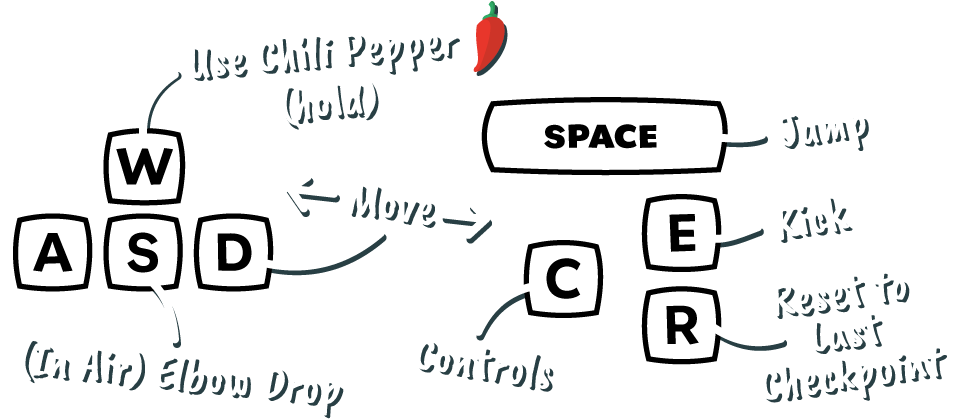 Use Chili Pepper
(hold)
W
A
S
D
Move
(In Air) Elbow Drop
SPACE
Jump
E
Kick
C
Controls
R
Reset to
Last
Checkpoint